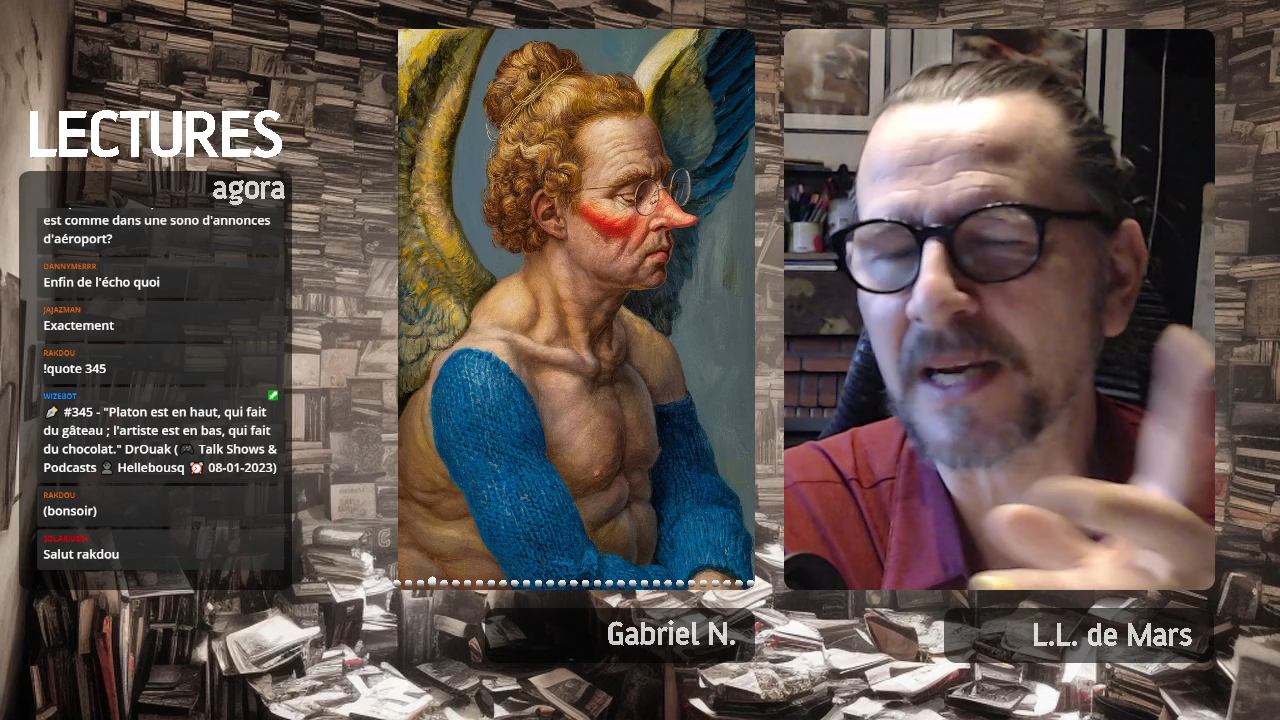 LECTURES
agora
est comme dans une sono d'annonces
d'aéroport?
DANNYMERRR
Enfin de l'écho quoi
JAJAZMAN
Exactement
RAKDOU
!quote 345
WIZEBOT
#345 - "Platon est en haut, qui fait
du gâteau ; l'artiste est en bas, qui fait
du chocolat." DrOuak ( Talk Shows &
Podcasts Hellebousq 08-01-2023)
RAKDOU
(bonsoir)
Salut rakdou
Gabriel N.
L.L. de Mars